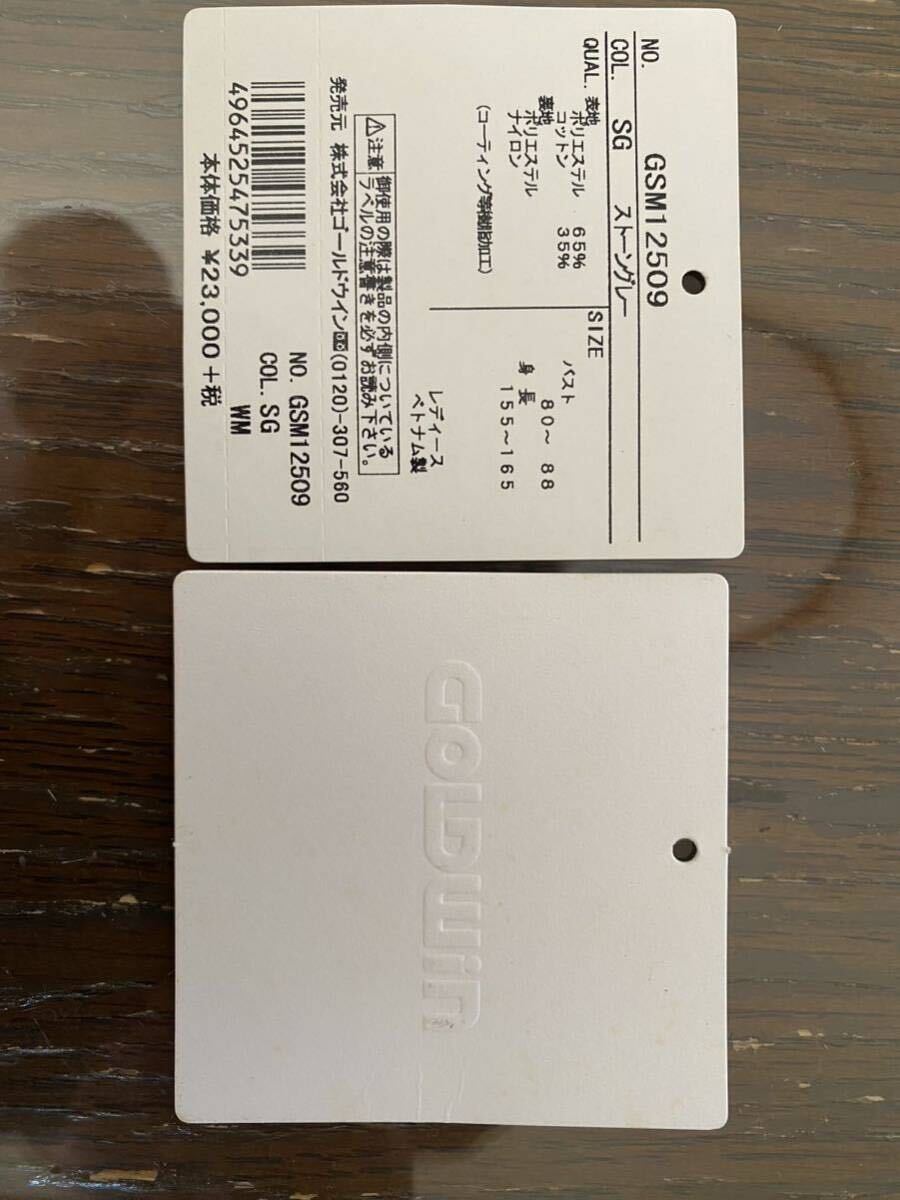 NO. GSM12509
COL. SG ストーングレー
QUAL. 表地
ポリエステル 65%
コットン 35%
裏地
ポリエステル
ナイロン
(コーティング等樹脂加工)
SIZE
バスト
80~ 88
身長
155~165
レディース
ベトナム製
⚠注意 御使用の際は製品の内側についている
ラベルの注意書きを必ずお読み下さい。
発売元 株式会社ゴールドウイン (0120)-307-560
4964525475339
NO. GSM12509
COL. SG WM
本体価格 ¥23,000+税
GOLDWIN